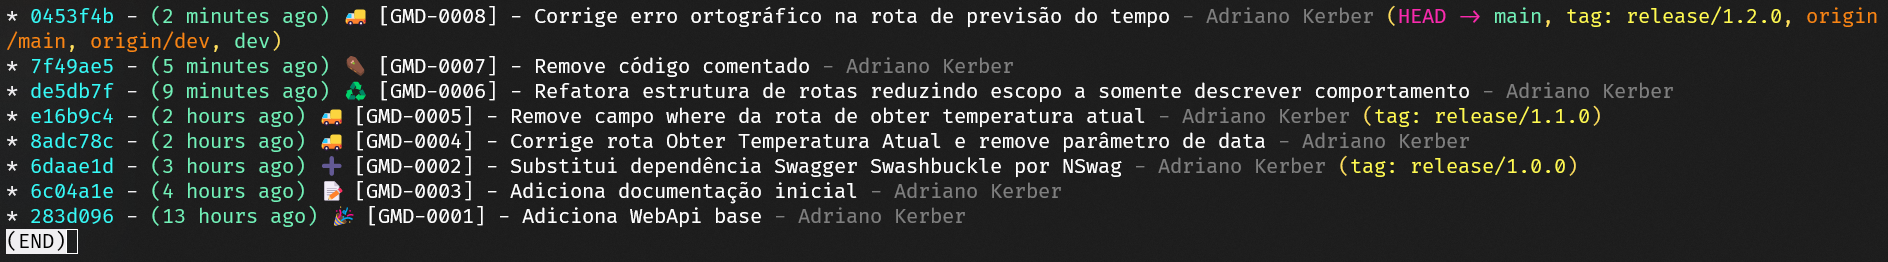 * 0453f4b - (2 minutes ago) 🚚 [GMD-0008] - Corrige erro ortográfico na rota de previsão do tempo - Adriano Kerber (HEAD -> main, tag: release/1.2.0, origin
/main, origin/dev, dev)
* 7f49ae5 - (5 minutes ago) ⚰️ [GMD-0007] - Remove código comentado - Adriano Kerber
* de5db7f - (9 minutes ago) ♻️ [GMD-0006] - Refatora estrutura de rotas reduzindo escopo a somente descrever comportamento - Adriano Kerber
* e16b9c4 - (2 hours ago) 🚚 [GMD-0005] - Remove campo where da rota de obter temperatura atual - Adriano Kerber (tag: release/1.1.0)
* 8adc78c - (2 hours ago) 🚚 [GMD-0004] - Corrige rota Obter Temperatura Atual e remove parâmetro de data - Adriano Kerber
* 6daae1d - (3 hours ago) ➕ [GMD-0002] - Substitui dependência Swagger Swashbuckle por NSwag - Adriano Kerber (tag: release/1.0.0)
* 6c04a1e - (4 hours ago) 📝 [GMD-0003] - Adiciona documentação inicial - Adriano Kerber
* 283d096 - (13 hours ago) 🎉 [GMD-0001] - Adiciona WebApi base - Adriano Kerber
(END)